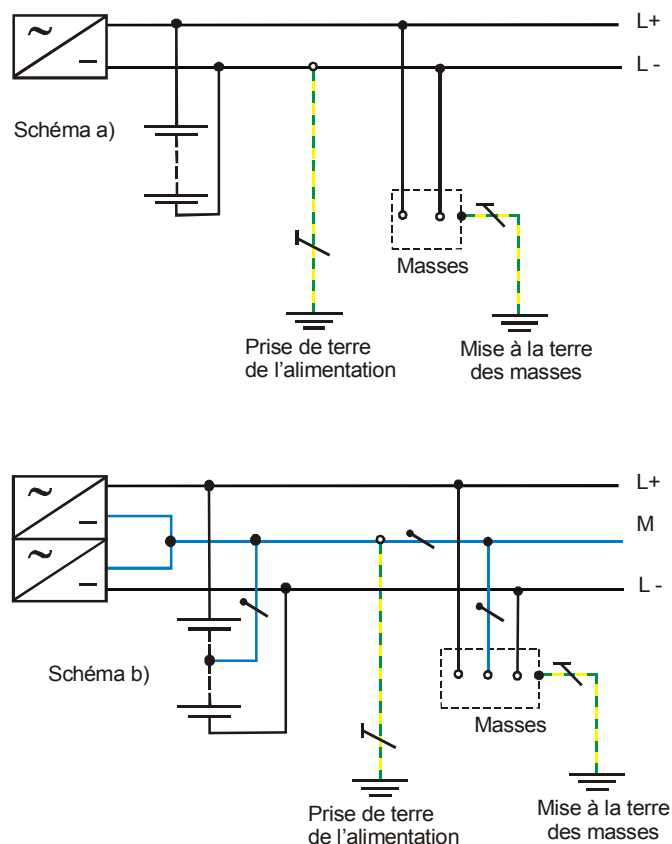 L+
L -
Schéma a)
Masses
Prise de terre
de l'alimentation
Mise à la terre
des masses
L+
M
L -
Schéma b)
Masses
Prise de terre
de l'alimentation
Mise à la terre
des masses